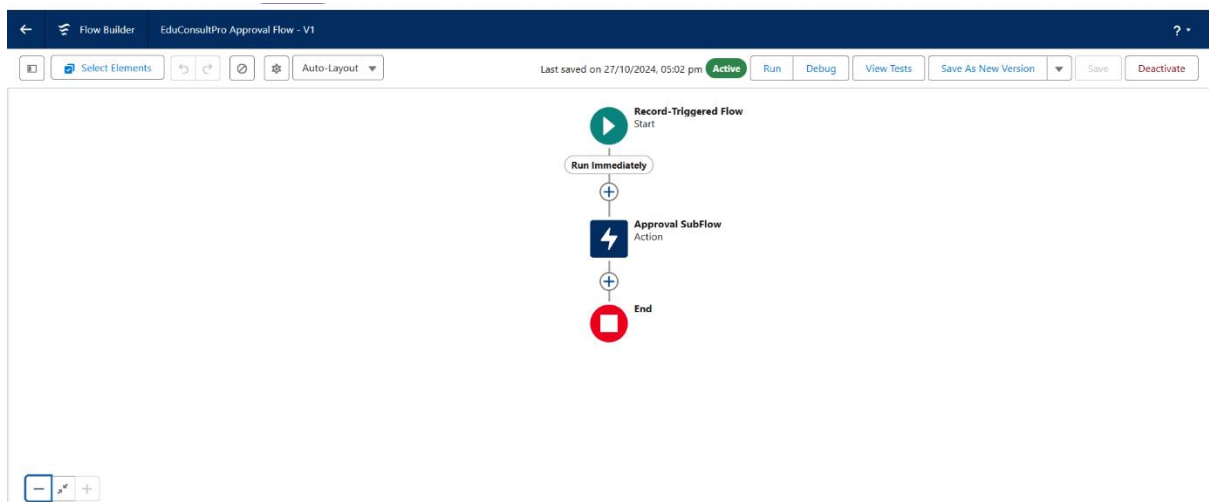 Flow Builder EduConsultPro Approval Flow - V1 ?
Select Elements Auto-Layout Last saved on 27/10/2024, 05:02 pm Active Run Debug View Tests Save As New Version Save Deactivate
Record-Triggered Flow
Start
Run Immediately
Approval SubFlow
Action
End